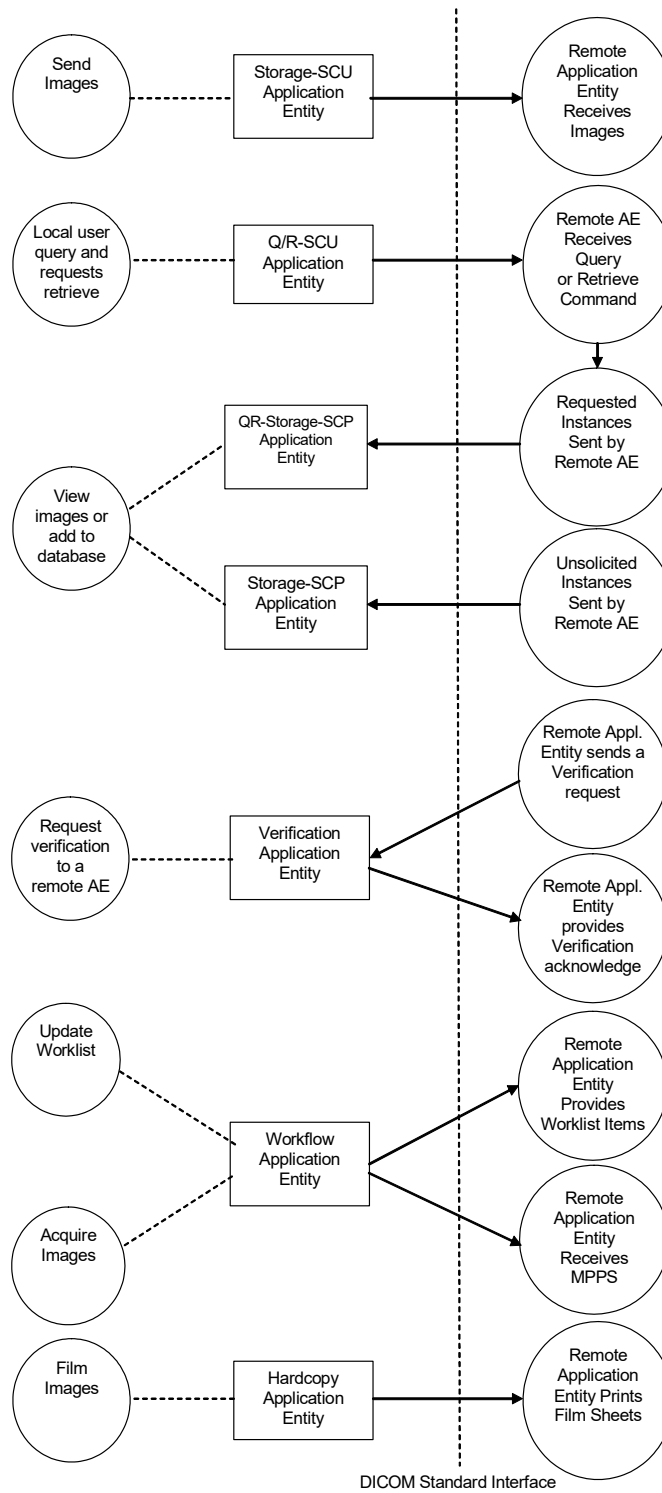 Send
Images
Storage-SCU
Application
Entity
Remote
Application
Entity
Receives
Images
Local user
query and
requests
retrieve
Q/R-SCU
Application
Entity
Remote AE
Receives
Query
or Retrieve
Command
QR-Storage-SCP
Application
Entity
Requested
Instances
Sent by
Remote AE
View
images or
add to
database
Storage-SCP
Application
Entity
Unsolicited
Instances
Sent by
Remote AE
Remote Appl.
Entity sends a
Verification
request
Request
verification
to a
remote AE
Verification
Application
Entity
Remote Appl.
Entity
provides
Verification
acknowledge
Update
Worklist
Remote
Application
Entity
Provides
Worklist Items
Workflow
Application
Entity
Acquire
Images
Remote
Application
Entity
Receives
MPPS
Film
Images
Hardcopy
Application
Entity
Remote
Application
Entity Prints
Film Sheets
DICOM Standard Interface